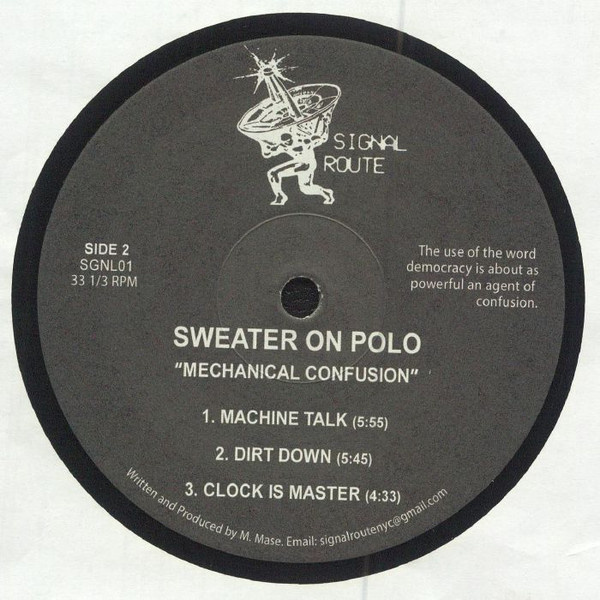 SIGNAL
ROUTE
SIDE 2
SGNL01
33 1/3 RPM
The use of the word
democracy is about as
powerful an agent of
confusion.
SWEATER ON POLO
"MECHANICAL CONFUSION"
1. MACHINE TALK (5:55)
2. DIRT DOWN (5:45)
3. CLOCK IS MASTER (4:33)
Written and Produced by M. Mase. Email: signalroutenyc@gmail.com